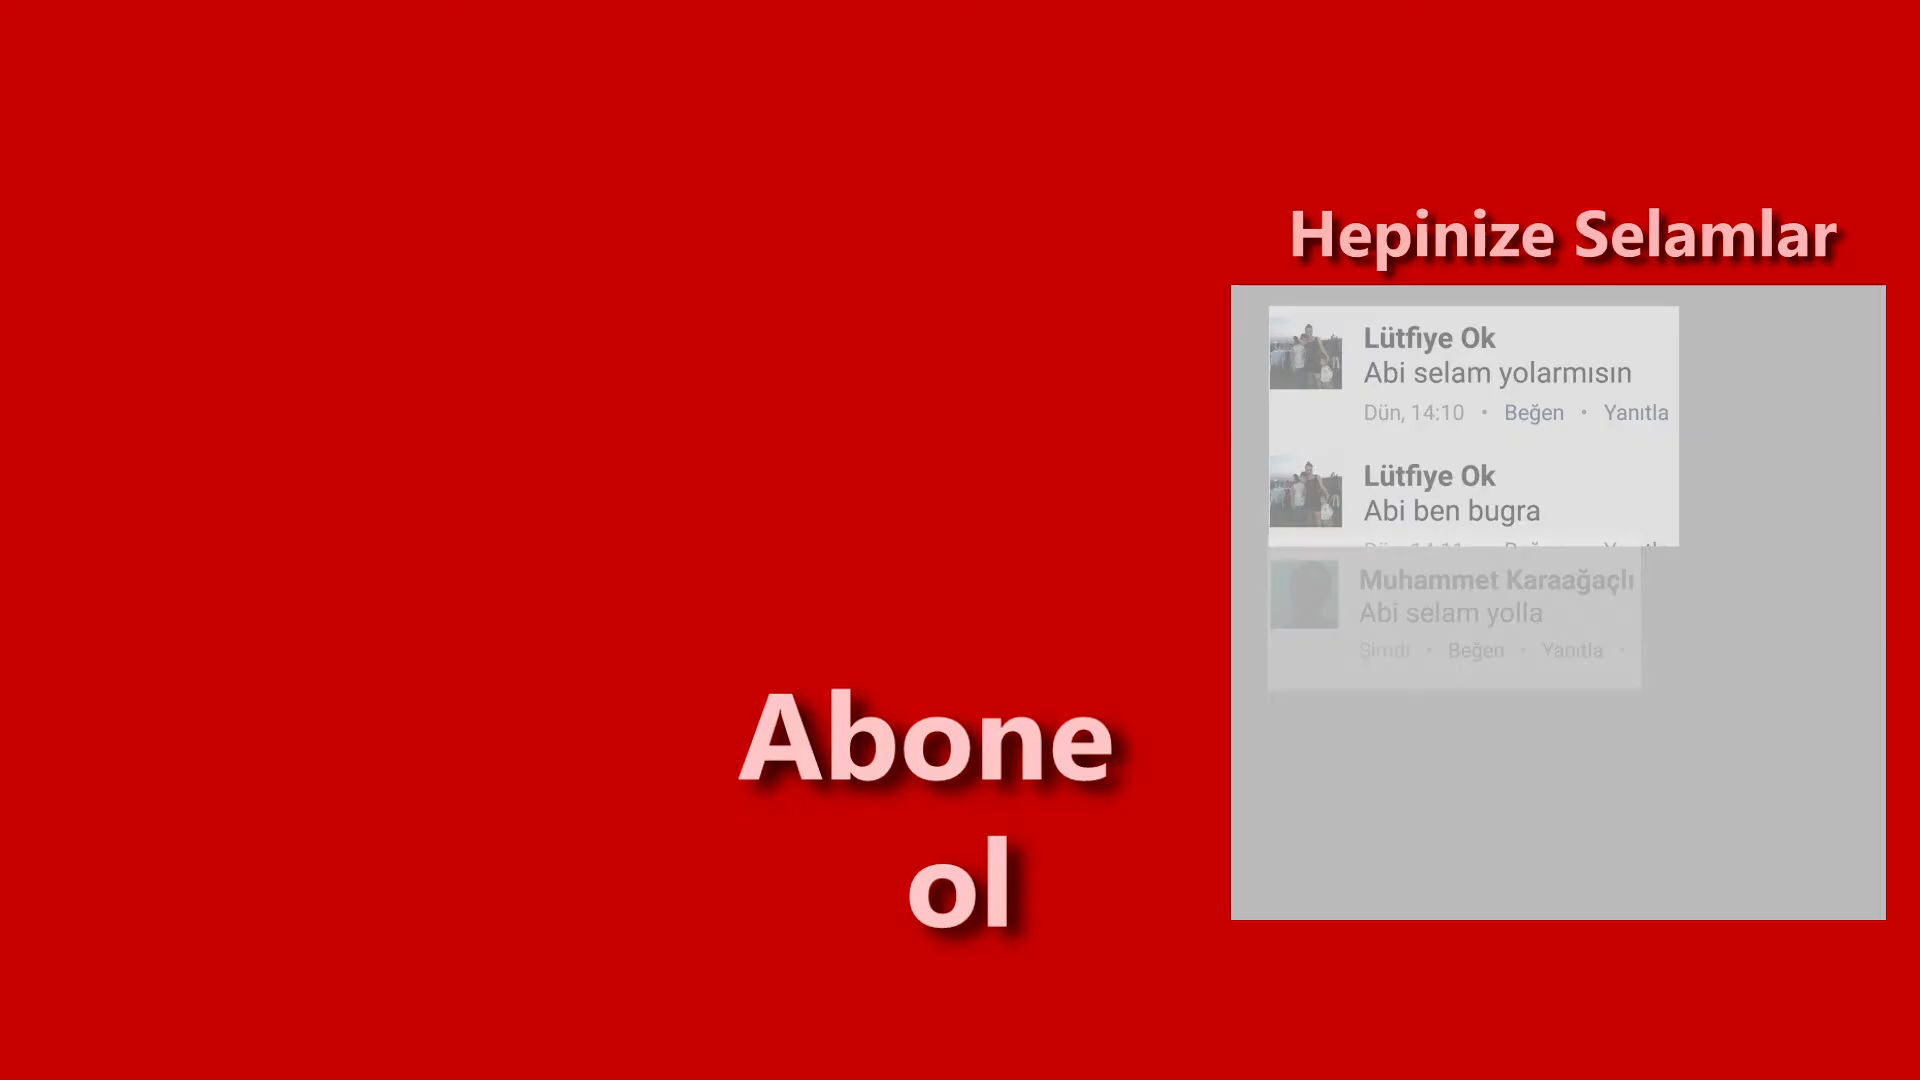 Hepinize Selamlar
Lütfiye Ok
Abi selam yolarmısın
Dün, 14:10 • Beğen • Yanıtla
Lütfiye Ok
Abi ben bugra
Muhammet Karaağaçlı
Abi selam yolla
Şimdi • Beğen • Yanıtla •
Abone
ol